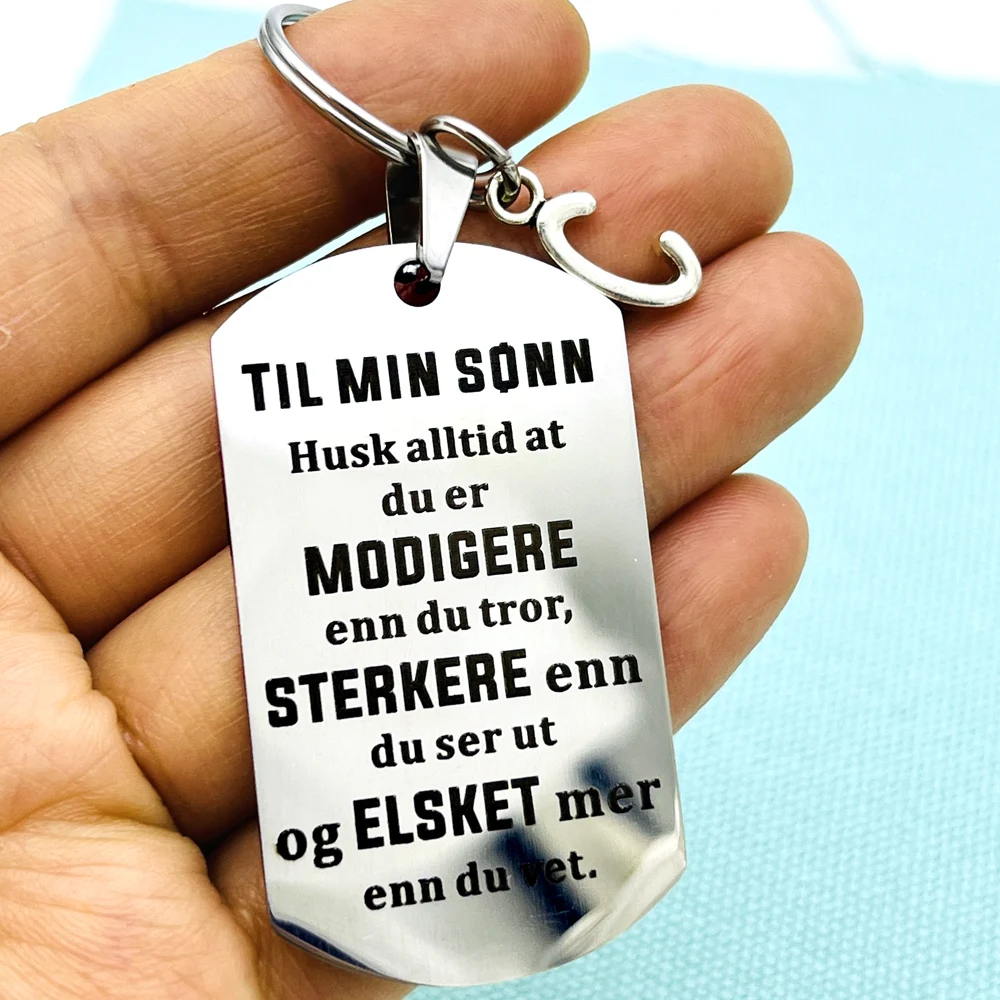 TIL MIN SØNN
Husk alltid at
du er
MODIGERE
enn du tror,
STERKERE enn
du ser ut
og ELSKET mer
enn du vet.